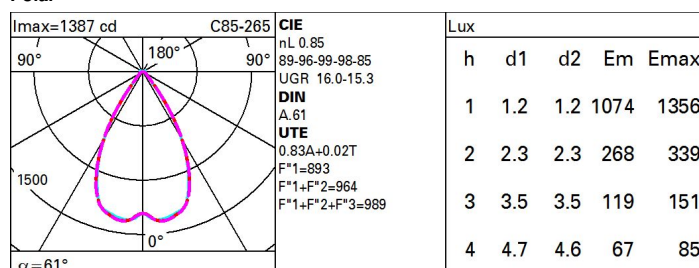 Imax=1387 cd C85-265
90° 180° 90°
1500
0°
α=61°
CIE
nL 0.85
89-96-99-98-85
UGR 16.0-15.3
DIN
A.61
UTE
0.83A+0.02T
F"1=893
F"1+F"2=964
F"1+F"2+F"3=989
Lux
h d1 d2 Em Emax
1 1.2 1.2 1074 1356
2 2.3 2.3 268 339
3 3.5 3.5 119 151
4 4.7 4.6 67 85